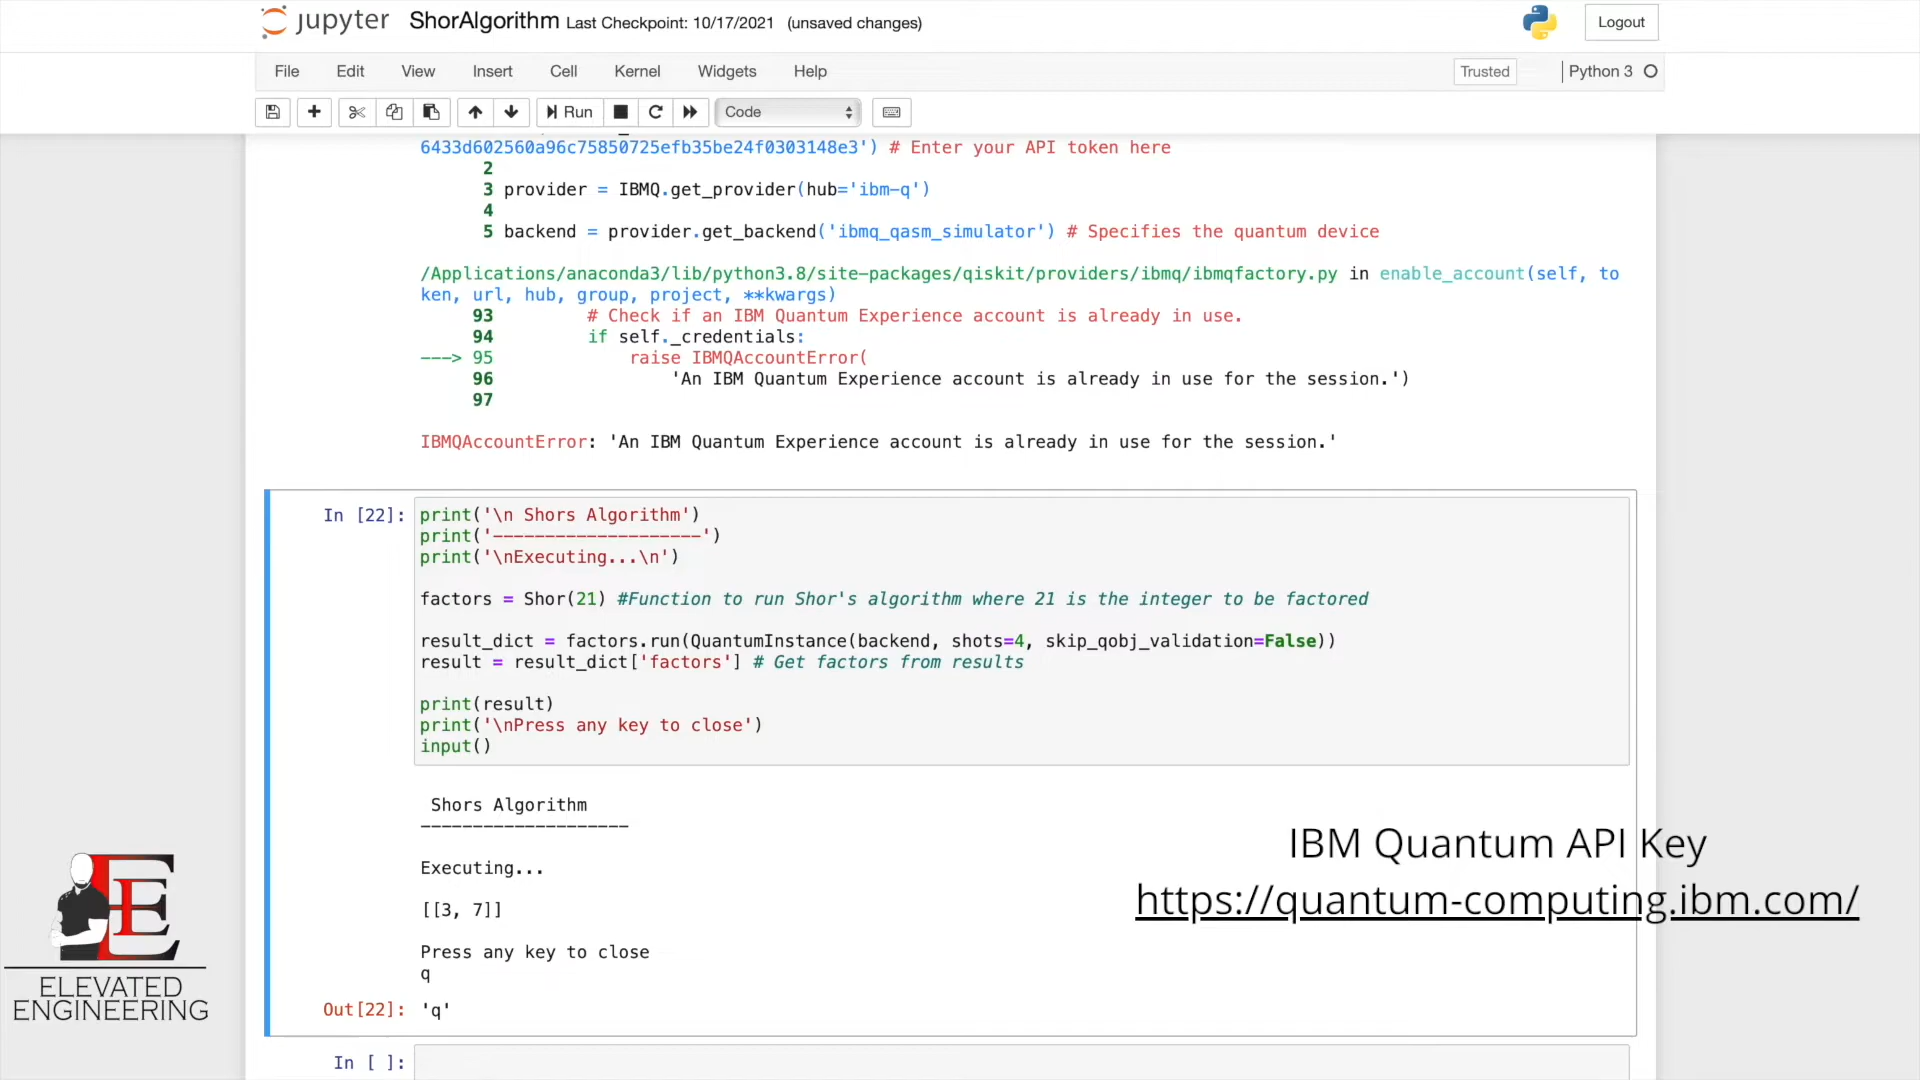 jupyter ShorAlgorithm Last Checkpoint: 10/17/2021 (unsaved changes) Logout
File Edit View Insert Cell Kernel Widgets Help Trusted Python 3
Run Code
6433d602560a96c75850725efb35be24f0303148e3') # Enter your API token here
2
3 provider = IBMQ.get_provider(hub='ibm-q')
4
5 backend = provider.get_backend('ibmq_qasm_simulator') # Specifies the quantum device
/Applications/anaconda3/lib/python3.8/site-packages/qiskit/providers/ibmq/ibmqfactory.py in enable_account(self, to
ken, url, hub, group, project, **kwargs)
93 # Check if an IBM Quantum Experience account is already in use.
94 if self._credentials:
---> 95 raise IBMQAccountError(
96 'An IBM Quantum Experience account is already in use for the session.')
97
IBMQAccountError: 'An IBM Quantum Experience account is already in use for the session.'
In [22]: print('\n Shors Algorithm')
print('--------------------')
print('\nExecuting...\n')
factors = Shor(21) #Function to run Shor's algorithm where 21 is the integer to be factored
result_dict = factors.run(QuantumInstance(backend, shots=4, skip_qobj_validation=False))
result = result_dict['factors'] # Get factors from results
print(result)
print('\nPress any key to close')
input()
Shors Algorithm
--------------------
Executing...
[[3, 7]]
Press any key to close
q
Out[22]: 'q'
In [ ]:
IBM Quantum API Key
https://quantum-computing.ibm.com/
E
ELEVATED
ENGINEERING